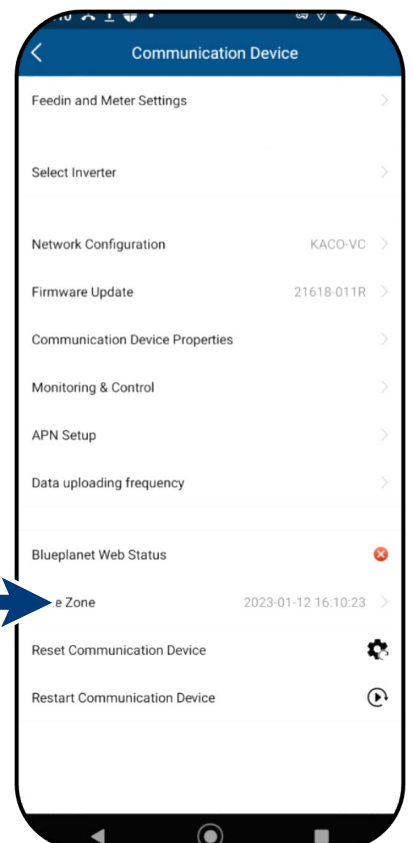 Communication Device
Feedin and Meter Settings
Select Inverter
Network Configuration KACO-VC
Firmware Update 21618-011R
Communication Device Properties
Monitoring & Control
APN Setup
Data uploading frequency
Blueplanet Web Status
e Zone 2023-01-12 16:10:23
Reset Communication Device
Restart Communication Device